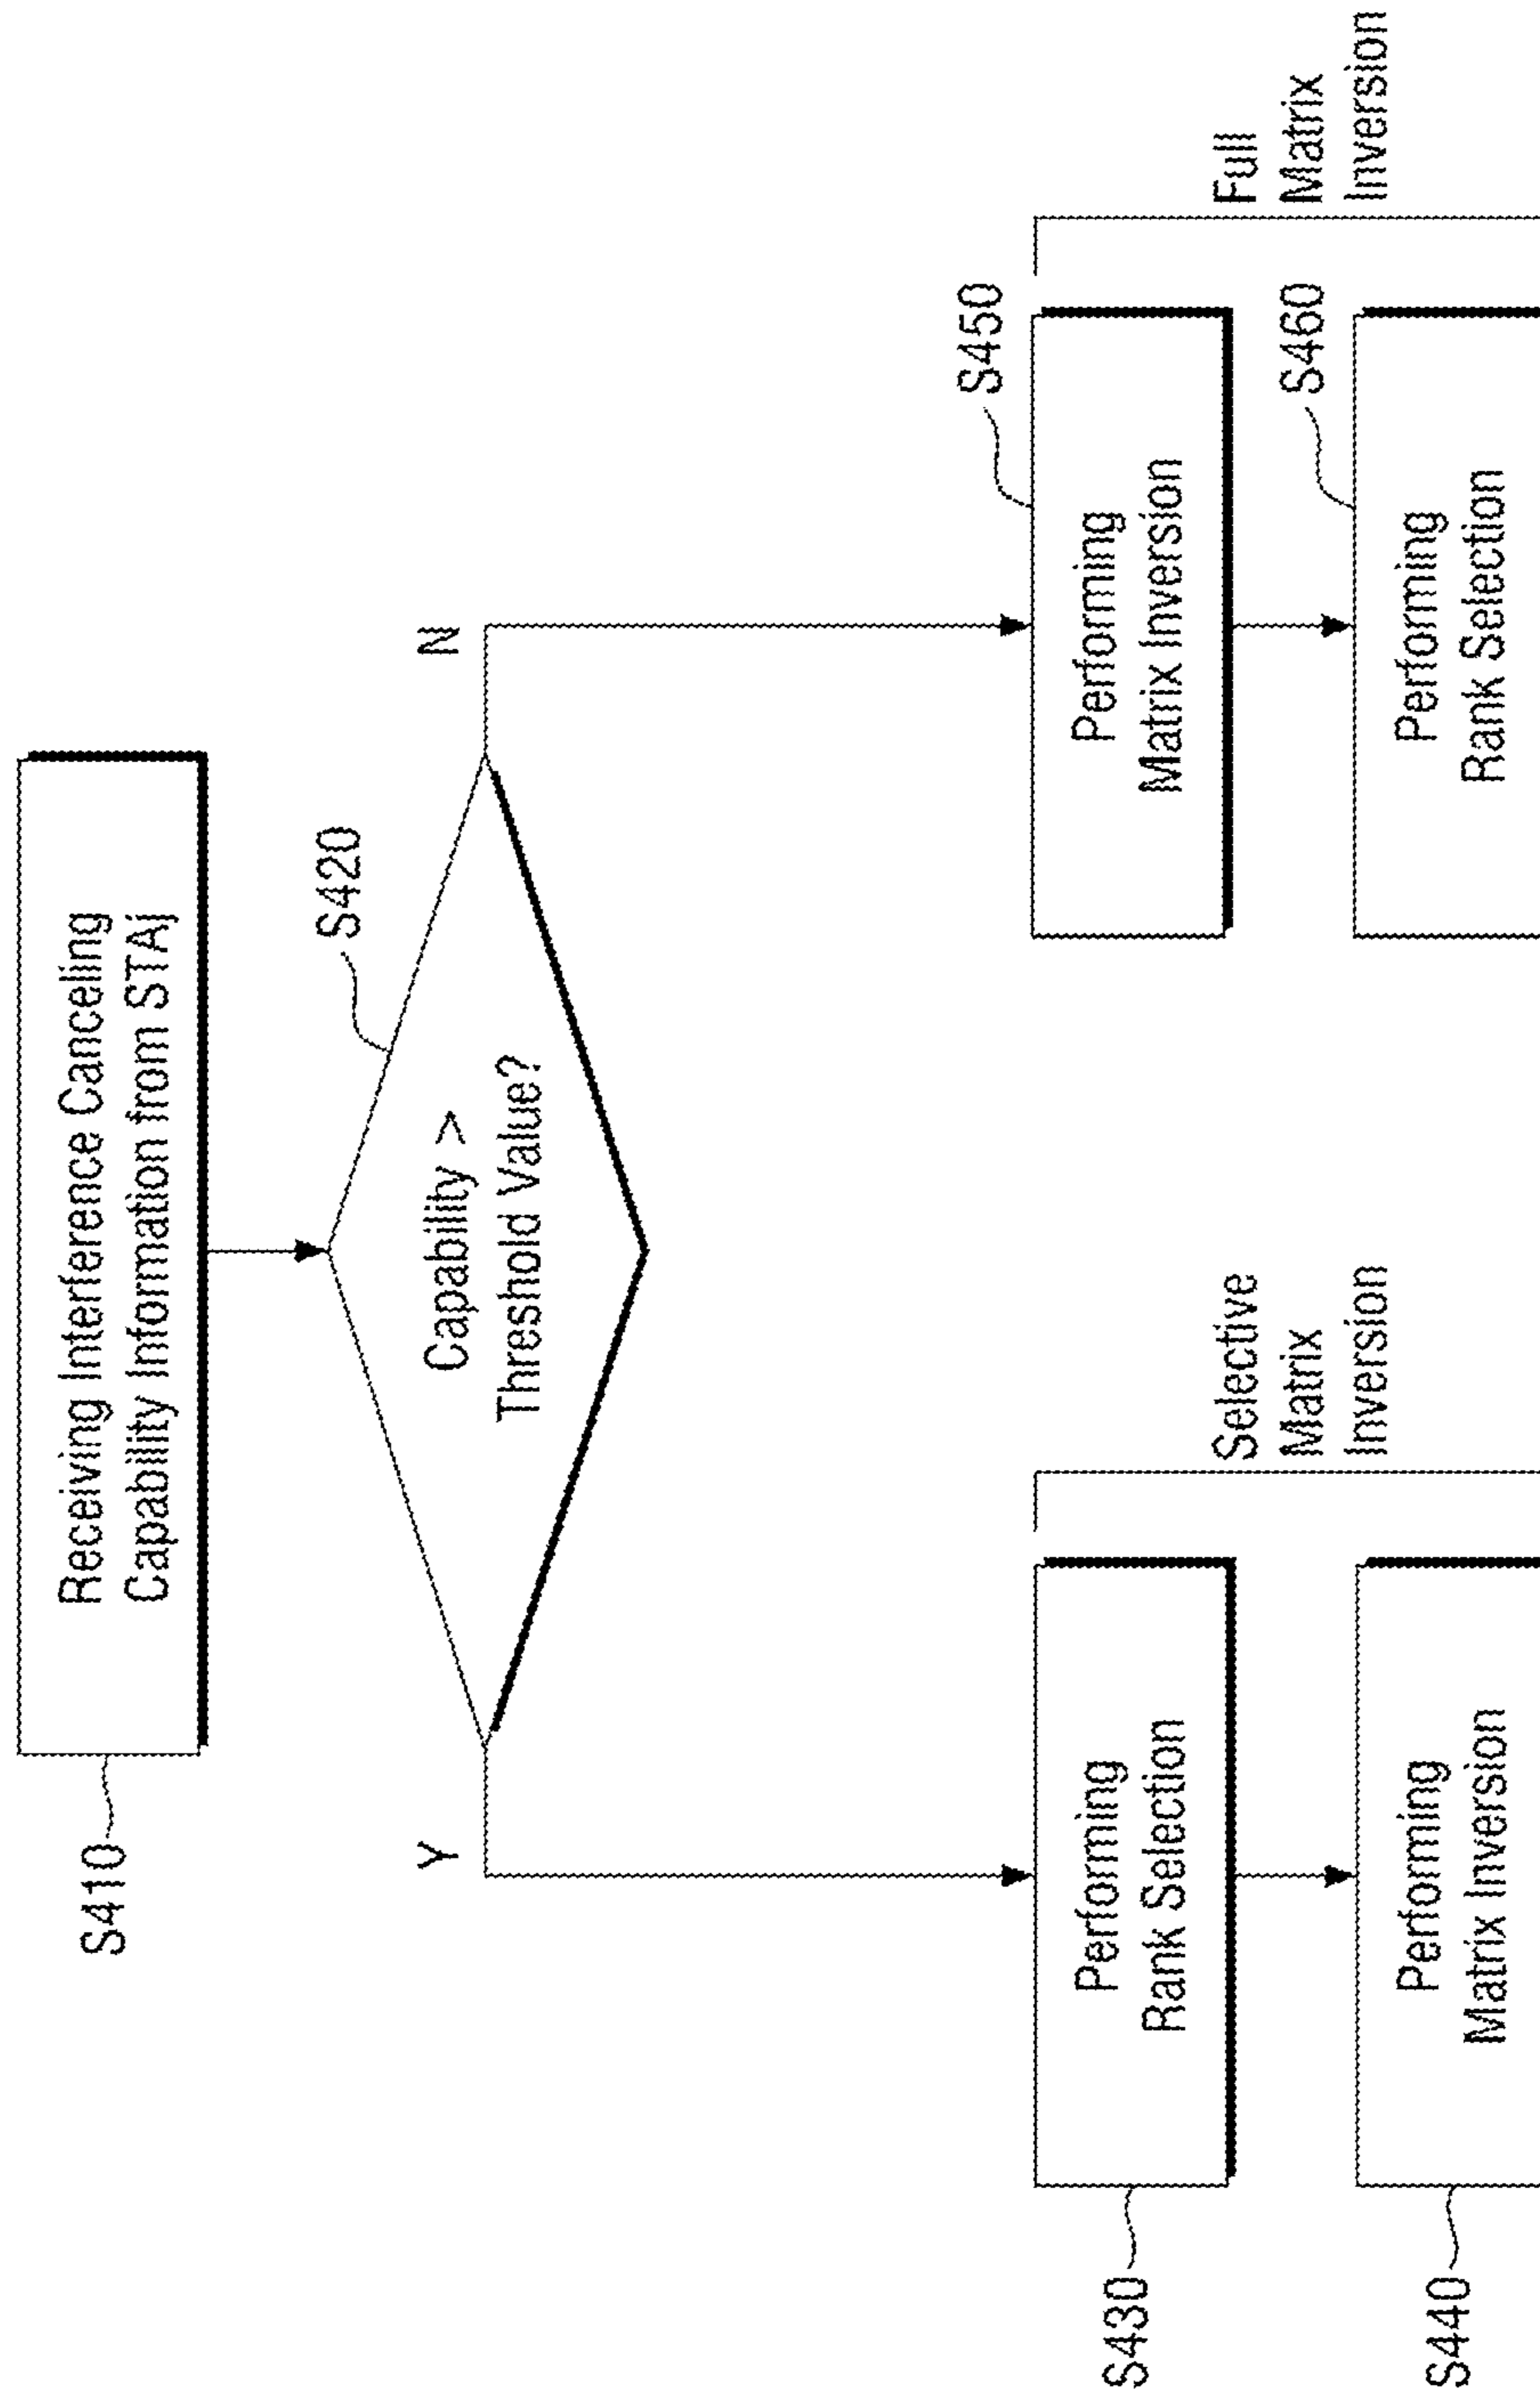 S410
Receiving Interference Canceling
Capability Information from STAj
S420
Capability >
Threshold Value?
Y
N
S430
Performing
Rank Selection
S440
Performing
Matrix Inversion
Selective
Matrix
Inversion
S450
Performing
Matrix Inversion
S460
Performing
Rank Selection
Full
Matrix
Inversion